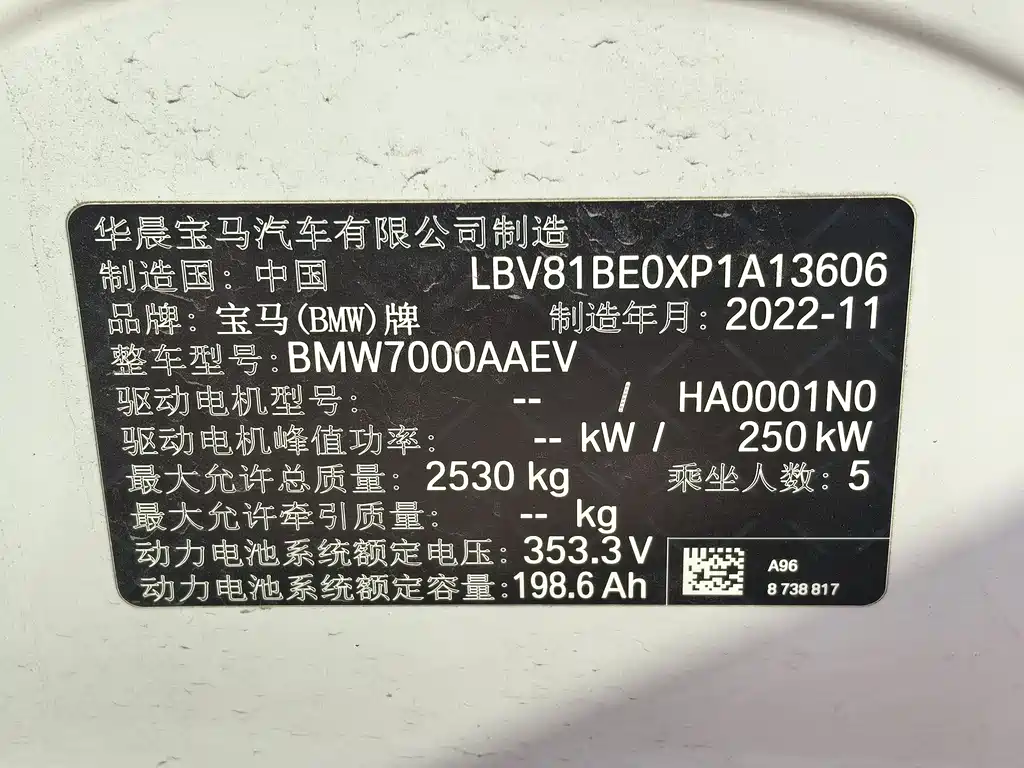 华晨宝马汽车有限公司制造
制造国: 中国 LBV81BE0XP1A13606
品牌: 宝马(BMW)牌 制造年月: 2022-11
整车型号: BMW7000AAEV
驱动电机型号: -- / HA0001N0
驱动电机峰值功率: -- kW / 250 kW
最大允许总质量: 2530 kg 乘坐人数: 5
最大允许牵引质量: -- kg
动力电池系统额定电压: 353.3 V
动力电池系统额定容量: 198.6 Ah
A96
8 738 817